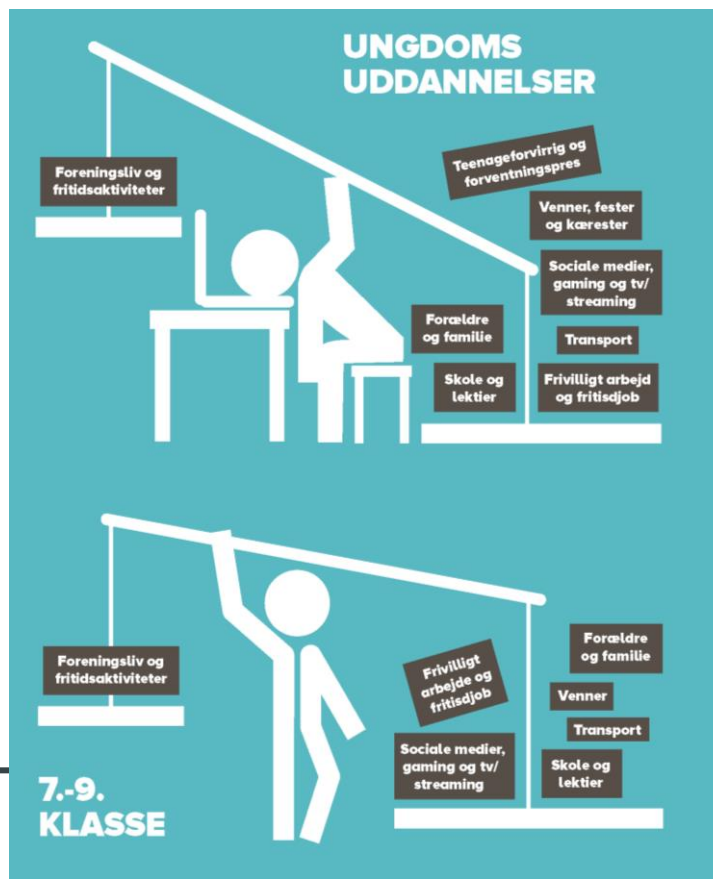 UNGDOMS
UDDANNELSER
Teenageforvirrig og
forventningspres
Foreningsliv og
fritidsaktiviteter
Venner, fester
og kærester
Sociale medier,
gaming og tv/
streaming
Forældre
og familie
Transport
Skole og
lektier
Frivilligt arbejd
og fritisdjob
Foreningsliv og
fritidsaktiviteter
Frivilligt
arbejde og
fritisdjob
Forældre
og familie
Venner
Transport
Sociale medier,
gaming og tv/
streaming
Skole og
lektier
7.-9.
KLASSE